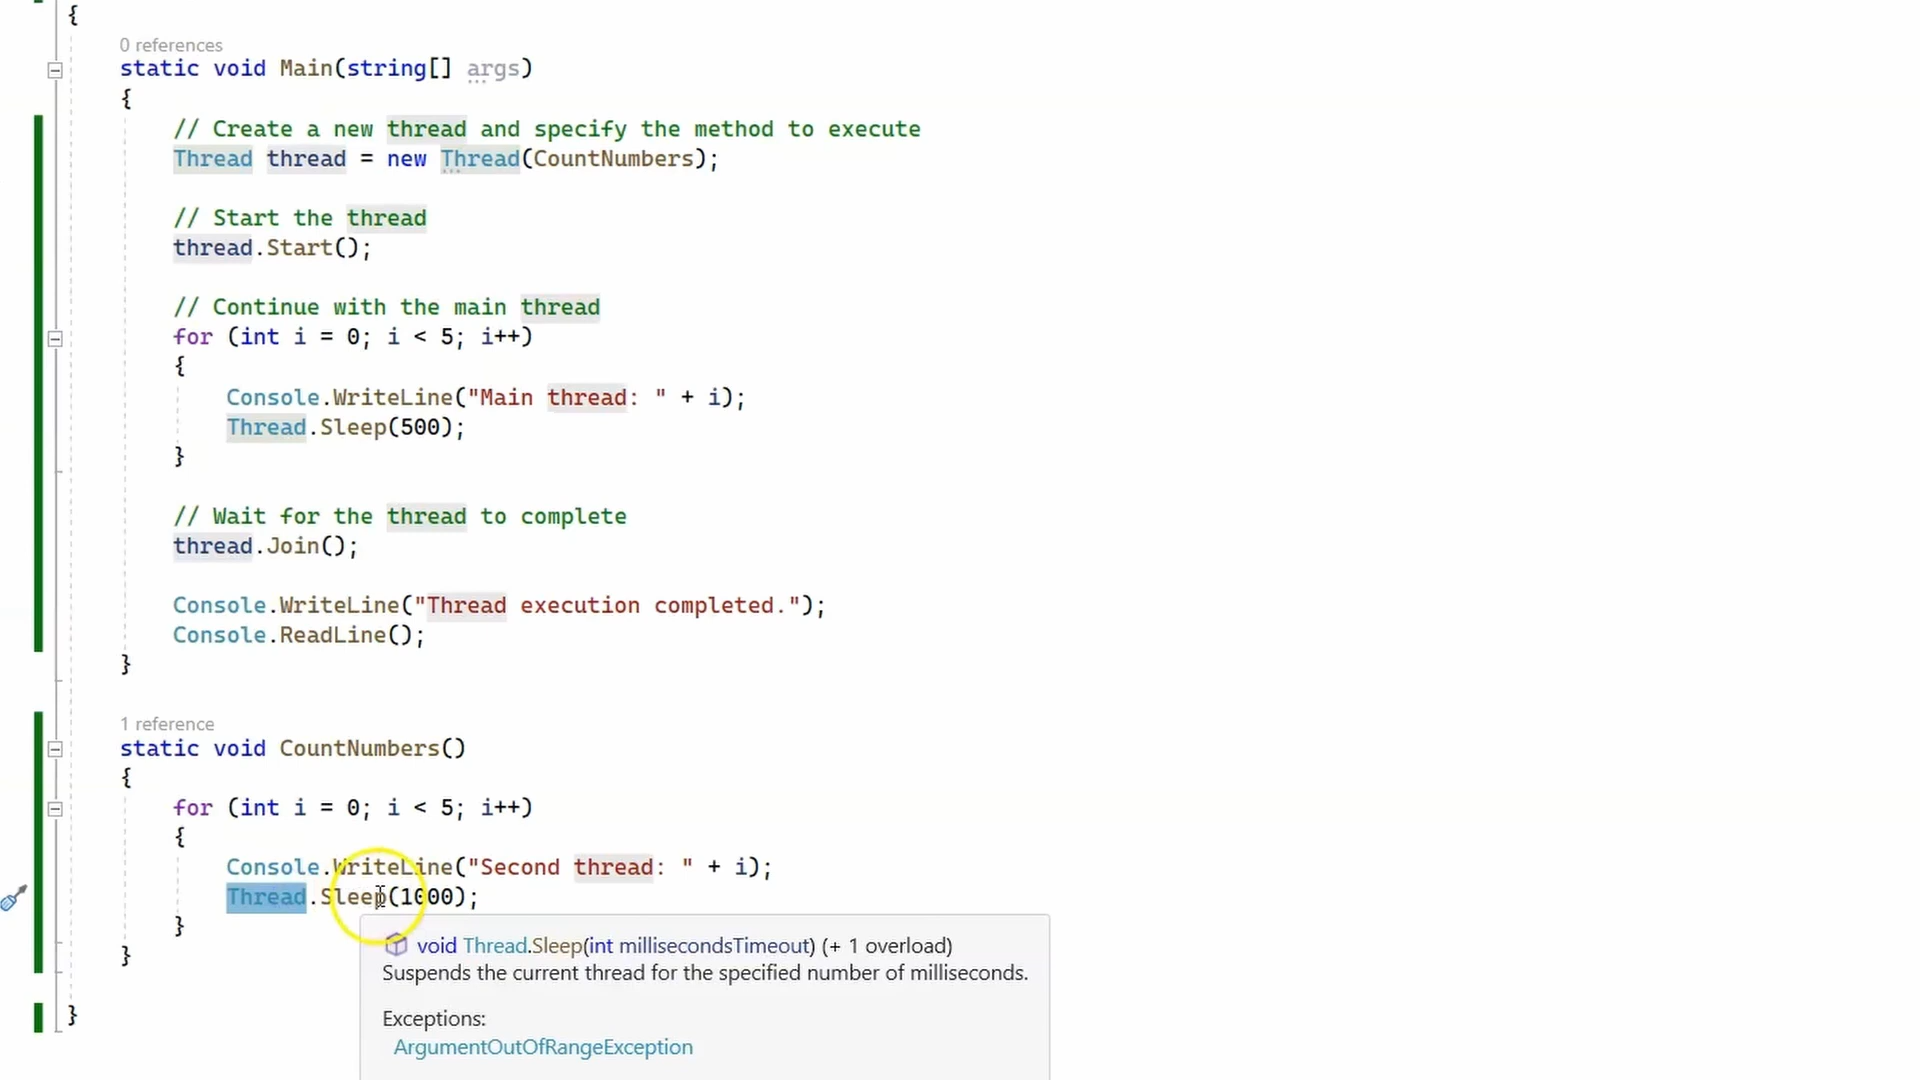 {
0 references
static void Main(string[] args)
{
// Create a new thread and specify the method to execute
Thread thread = new Thread(CountNumbers);
// Start the thread
thread.Start();
// Continue with the main thread
for (int i = 0; i < 5; i++)
{
Console.WriteLine("Main thread: " + i);
Thread.Sleep(500);
}
// Wait for the thread to complete
thread.Join();
Console.WriteLine("Thread execution completed.");
Console.ReadLine();
}
1 reference
static void CountNumbers()
{
for (int i = 0; i < 5; i++)
{
Console.WriteLine("Second thread: " + i);
Thread.Sleep(1000);
}
void Thread.Sleep(int millisecondsTimeout) (+ 1 overload)
}
Suspends the current thread for the specified number of milliseconds.
}
Exceptions:
ArgumentOutOfRangeException